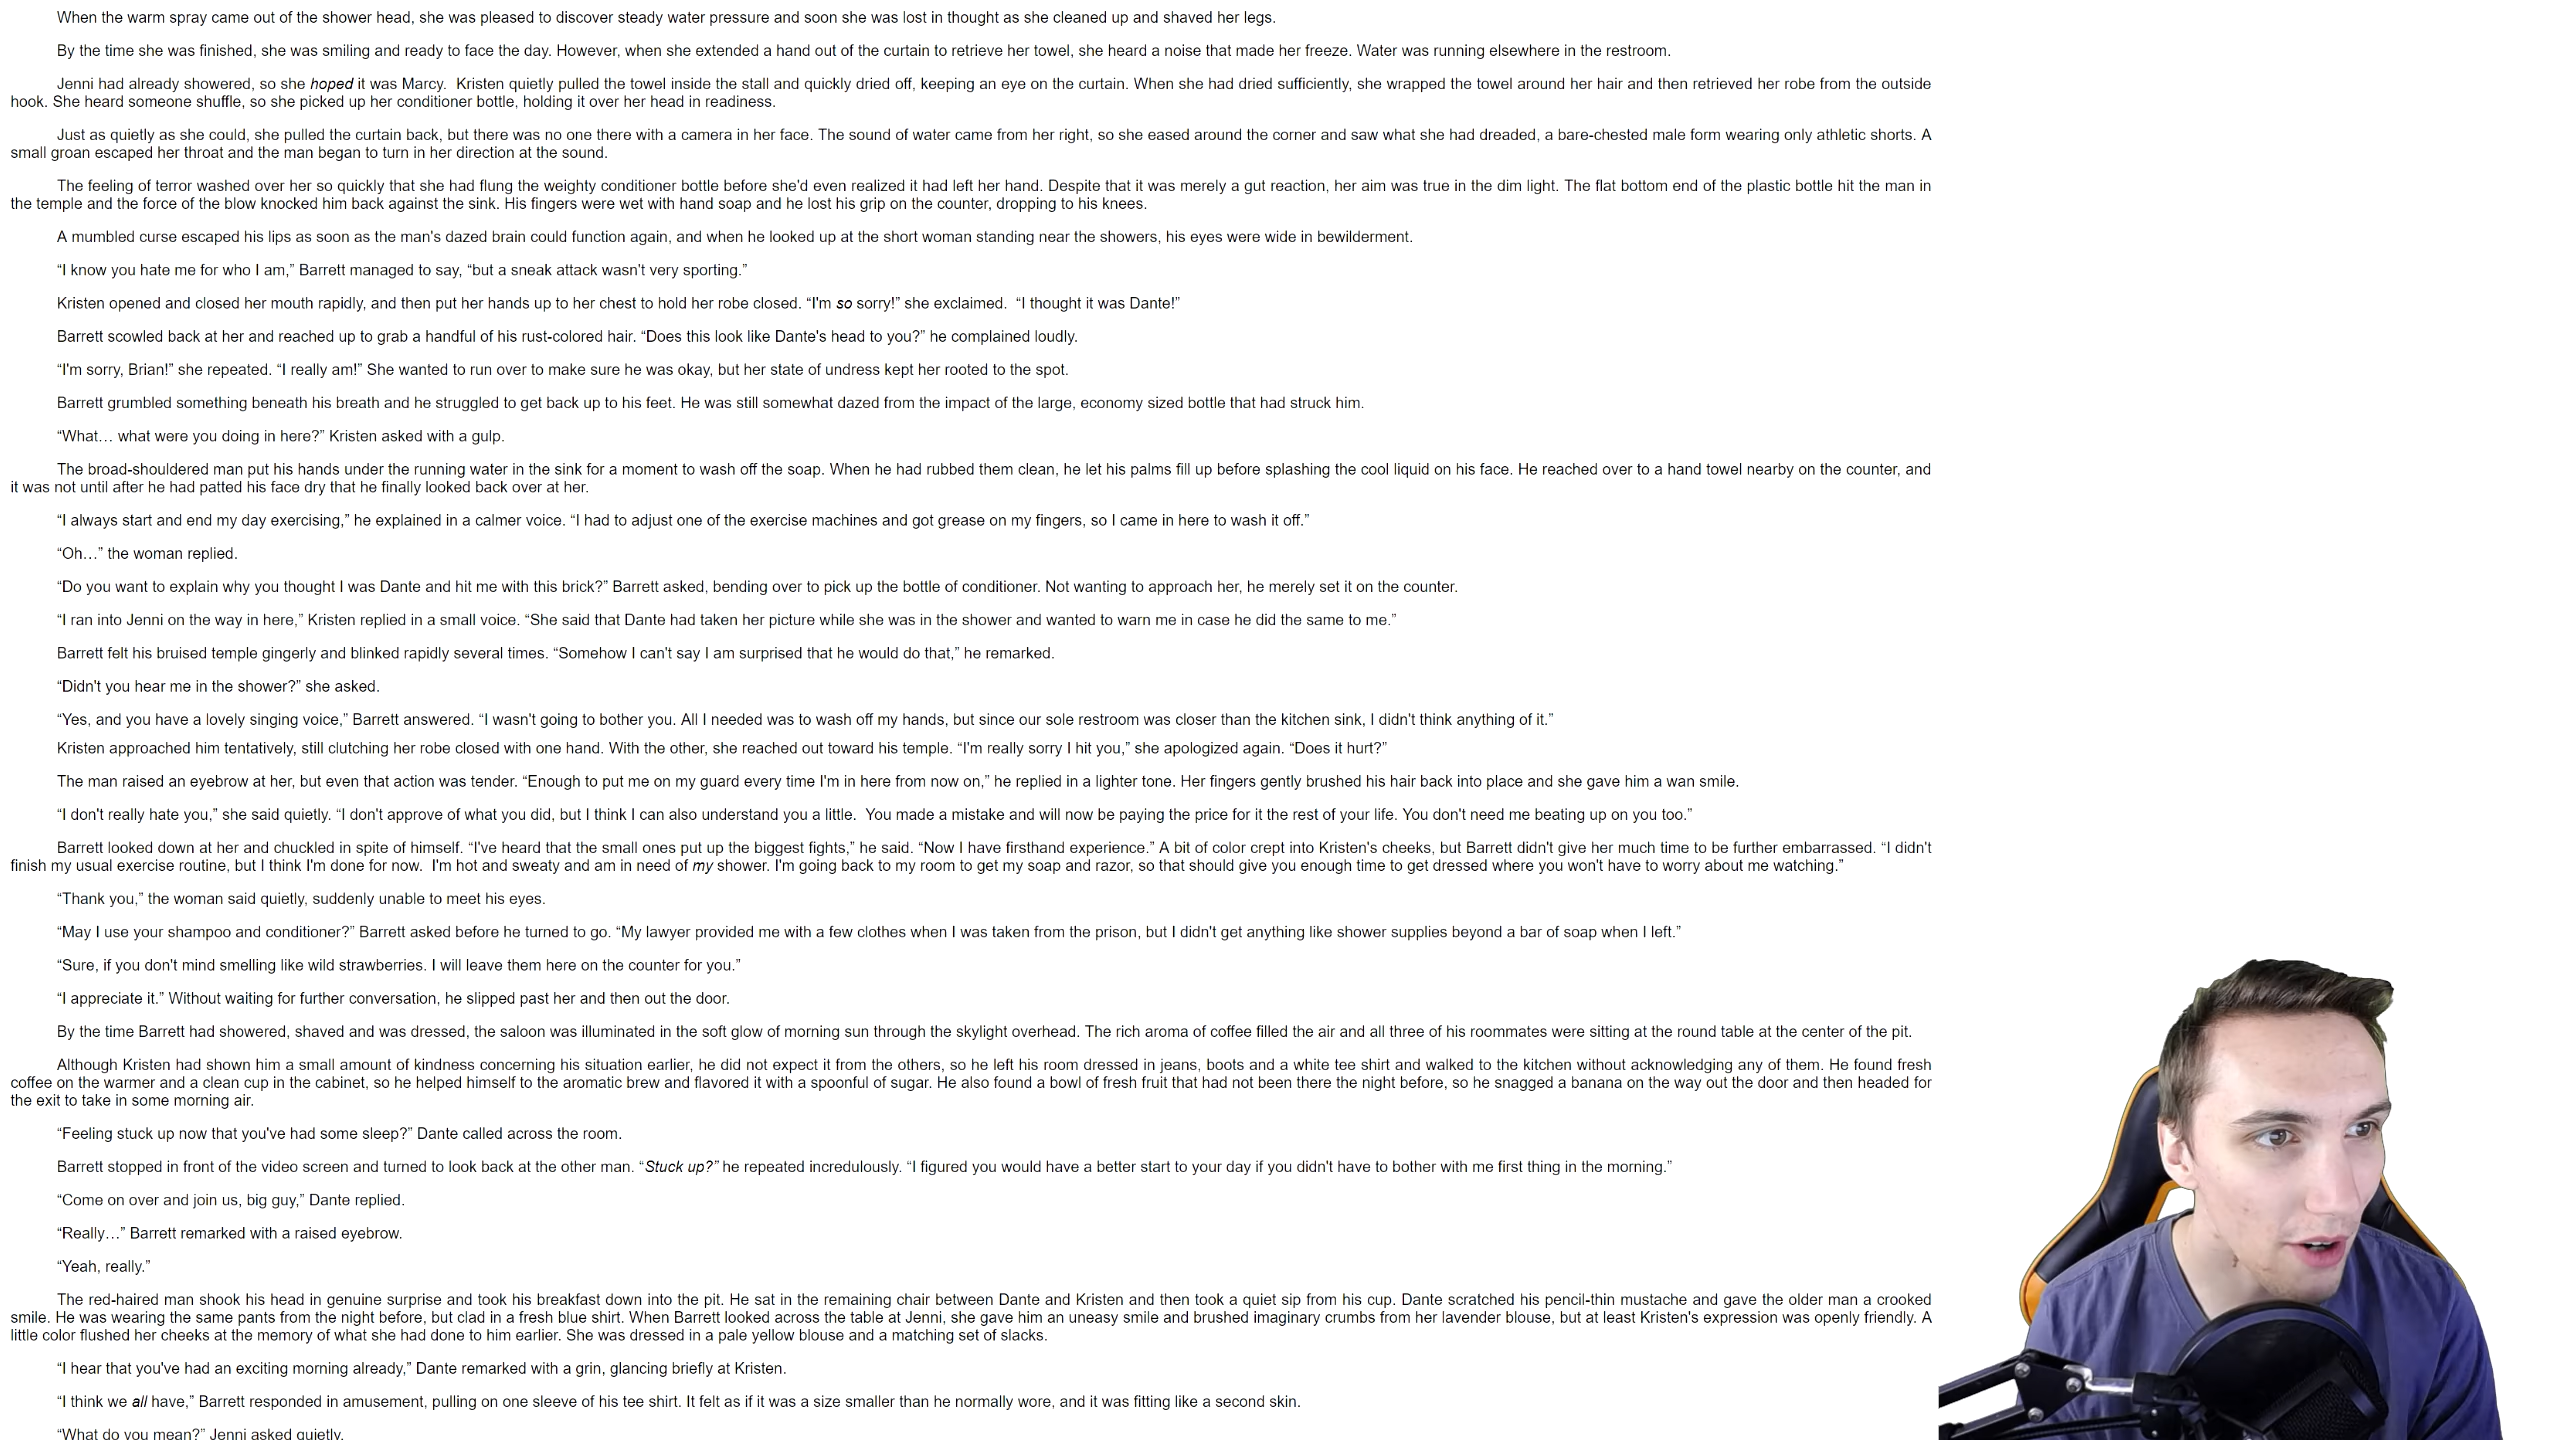 When the warm spray came out of the shower head, she was pleased to discover steady water pressure and soon she was lost in thought as she cleaned up and shaved her legs.
By the time she was finished, she was smiling and ready to face the day. However, when she extended a hand out of the curtain to retrieve her towel, she heard a noise that made her freeze. Water was running elsewhere in the restroom.
Jenni had already showered, so she hoped it was Marcy.  Kristen quietly pulled the towel inside the stall and quickly dried off, keeping an eye on the curtain. When she had dried sufficiently, she wrapped the towel around her hair and then retrieved her robe from the outside
hook. She heard someone shuffle, so she picked up her conditioner bottle, holding it over her head in readiness.
Just as quietly as she could, she pulled the curtain back, but there was no one there with a camera in her face. The sound of water came from her right, so she eased around the corner and saw what she had dreaded, a bare-chested male form wearing only athletic shorts. A
small groan escaped her throat and the man began to turn in her direction at the sound.
The feeling of terror washed over her so quickly that she had flung the weighty conditioner bottle before she'd even realized it had left her hand. Despite that it was merely a gut reaction, her aim was true in the dim light. The flat bottom end of the plastic bottle hit the man in
the temple and the force of the blow knocked him back against the sink. His fingers were wet with hand soap and he lost his grip on the counter, dropping to his knees.
A mumbled curse escaped his lips as soon as the man's dazed brain could function again, and when he looked up at the short woman standing near the showers, his eyes were wide in bewilderment.
“I know you hate me for who I am,” Barrett managed to say, “but a sneak attack wasn't very sporting.”
Kristen opened and closed her mouth rapidly, and then put her hands up to her chest to hold her robe closed. “I'm so sorry!” she exclaimed.  “I thought it was Dante!”
Barrett scowled back at her and reached up to grab a handful of his rust-colored hair. “Does this look like Dante's head to you?” he complained loudly.
“I'm sorry, Brian!” she repeated. “I really am!” She wanted to run over to make sure he was okay, but her state of undress kept her rooted to the spot.
Barrett grumbled something beneath his breath and he struggled to get back up to his feet. He was still somewhat dazed from the impact of the large, economy sized bottle that had struck him.
“What… what were you doing in here?” Kristen asked with a gulp.
The broad-shouldered man put his hands under the running water in the sink for a moment to wash off the soap. When he had rubbed them clean, he let his palms fill up before splashing the cool liquid on his face. He reached over to a hand towel nearby on the counter, and
it was not until after he had patted his face dry that he finally looked back over at her.
“I always start and end my day exercising,” he explained in a calmer voice. “I had to adjust one of the exercise machines and got grease on my fingers, so I came in here to wash it off.”
“Oh…” the woman replied.
“Do you want to explain why you thought I was Dante and hit me with this brick?” Barrett asked, bending over to pick up the bottle of conditioner. Not wanting to approach her, he merely set it on the counter.
“I ran into Jenni on the way in here,” Kristen replied in a small voice. “She said that Dante had taken her picture while she was in the shower and wanted to warn me in case he did the same to me.”
Barrett felt his bruised temple gingerly and blinked rapidly several times. “Somehow I can't say I am surprised that he would do that,” he remarked.
“Didn't you hear me in the shower?” she asked.
“Yes, and you have a lovely singing voice,” Barrett answered. “I wasn't going to bother you. All I needed was to wash off my hands, but since our sole restroom was closer than the kitchen sink, I didn't think anything of it.”
Kristen approached him tentatively, still clutching her robe closed with one hand. With the other, she reached out toward his temple. “I'm really sorry I hit you,” she apologized again. “Does it hurt?”
The man raised an eyebrow at her, but even that action was tender. “Enough to put me on my guard every time I'm in here from now on,” he replied in a lighter tone. Her fingers gently brushed his hair back into place and she gave him a wan smile.
“I don't really hate you,” she said quietly. “I don't approve of what you did, but I think I can also understand you a little.  You made a mistake and will now be paying the price for it the rest of your life. You don't need me beating up on you too.”
Barrett looked down at her and chuckled in spite of himself. “I've heard that the small ones put up the biggest fights,” he said. “Now I have firsthand experience.” A bit of color crept into Kristen's cheeks, but Barrett didn't give her much time to be further embarrassed. “I didn't
finish my usual exercise routine, but I think I'm done for now.  I'm hot and sweaty and am in need of my shower. I'm going back to my room to get my soap and razor, so that should give you enough time to get dressed where you won't have to worry about me watching.”
“Thank you,” the woman said quietly, suddenly unable to meet his eyes.
“May I use your shampoo and conditioner?” Barrett asked before he turned to go. “My lawyer provided me with a few clothes when I was taken from the prison, but I didn't get anything like shower supplies beyond a bar of soap when I left.”
“Sure, if you don't mind smelling like wild strawberries. I will leave them here on the counter for you.”
“I appreciate it.” Without waiting for further conversation, he slipped past her and then out the door.
By the time Barrett had showered, shaved and was dressed, the saloon was illuminated in the soft glow of morning sun through the skylight overhead. The rich aroma of coffee filled the air and all three of his roommates were sitting at the round table at the center of the pit.
Although Kristen had shown him a small amount of kindness concerning his situation earlier, he did not expect it from the others, so he left his room dressed in jeans, boots and a white tee shirt and walked to the kitchen without acknowledging any of them. He found fresh
coffee on the warmer and a clean cup in the cabinet, so he helped himself to the aromatic brew and flavored it with a spoonful of sugar. He also found a bowl of fresh fruit that had not been there the night before, so he snagged a banana on the way out the door and then headed for
the exit to take in some morning air.
“Feeling stuck up now that you've had some sleep?” Dante called across the room.
Barrett stopped in front of the video screen and turned to look back at the other man. “Stuck up?” he repeated incredulously. “I figured you would have a better start to your day if you didn't have to bother with me first thing in the morning.”
“Come on over and join us, big guy,” Dante replied.
“Really…” Barrett remarked with a raised eyebrow.
“Yeah, really.”
The red-haired man shook his head in genuine surprise and took his breakfast down into the pit. He sat in the remaining chair between Dante and Kristen and then took a quiet sip from his cup. Dante scratched his pencil-thin mustache and gave the older man a crooked
smile. He was wearing the same pants from the night before, but clad in a fresh blue shirt. When Barrett looked across the table at Jenni, she gave him an uneasy smile and brushed imaginary crumbs from her lavender blouse, but at least Kristen's expression was openly friendly. A
little color flushed her cheeks at the memory of what she had done to him earlier. She was dressed in a pale yellow blouse and a matching set of slacks.
“I hear that you've had an exciting morning already,” Dante remarked with a grin, glancing briefly at Kristen.
“I think we all have,” Barrett responded in amusement, pulling on one sleeve of his tee shirt. It felt as if it was a size smaller than he normally wore, and it was fitting like a second skin.
“What do you mean?” Jenni asked quietly.